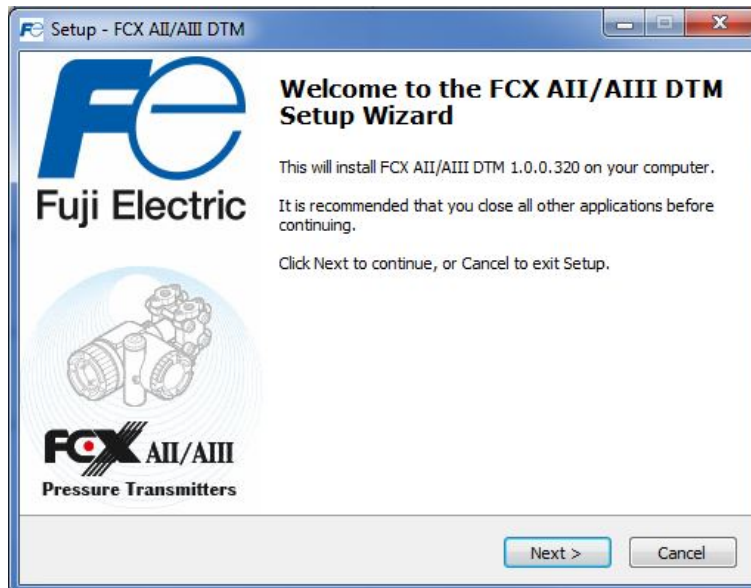 Setup - FCX AII/AIII DTM
Fe
Fuji Electric
FCX AII/AIII
Pressure Transmitters
Welcome to the FCX AII/AIII DTM
Setup Wizard
This will install FCX AII/AIII DTM 1.0.0.320 on your computer.
It is recommended that you close all other applications before
continuing.
Click Next to continue, or Cancel to exit Setup.
Next >
Cancel